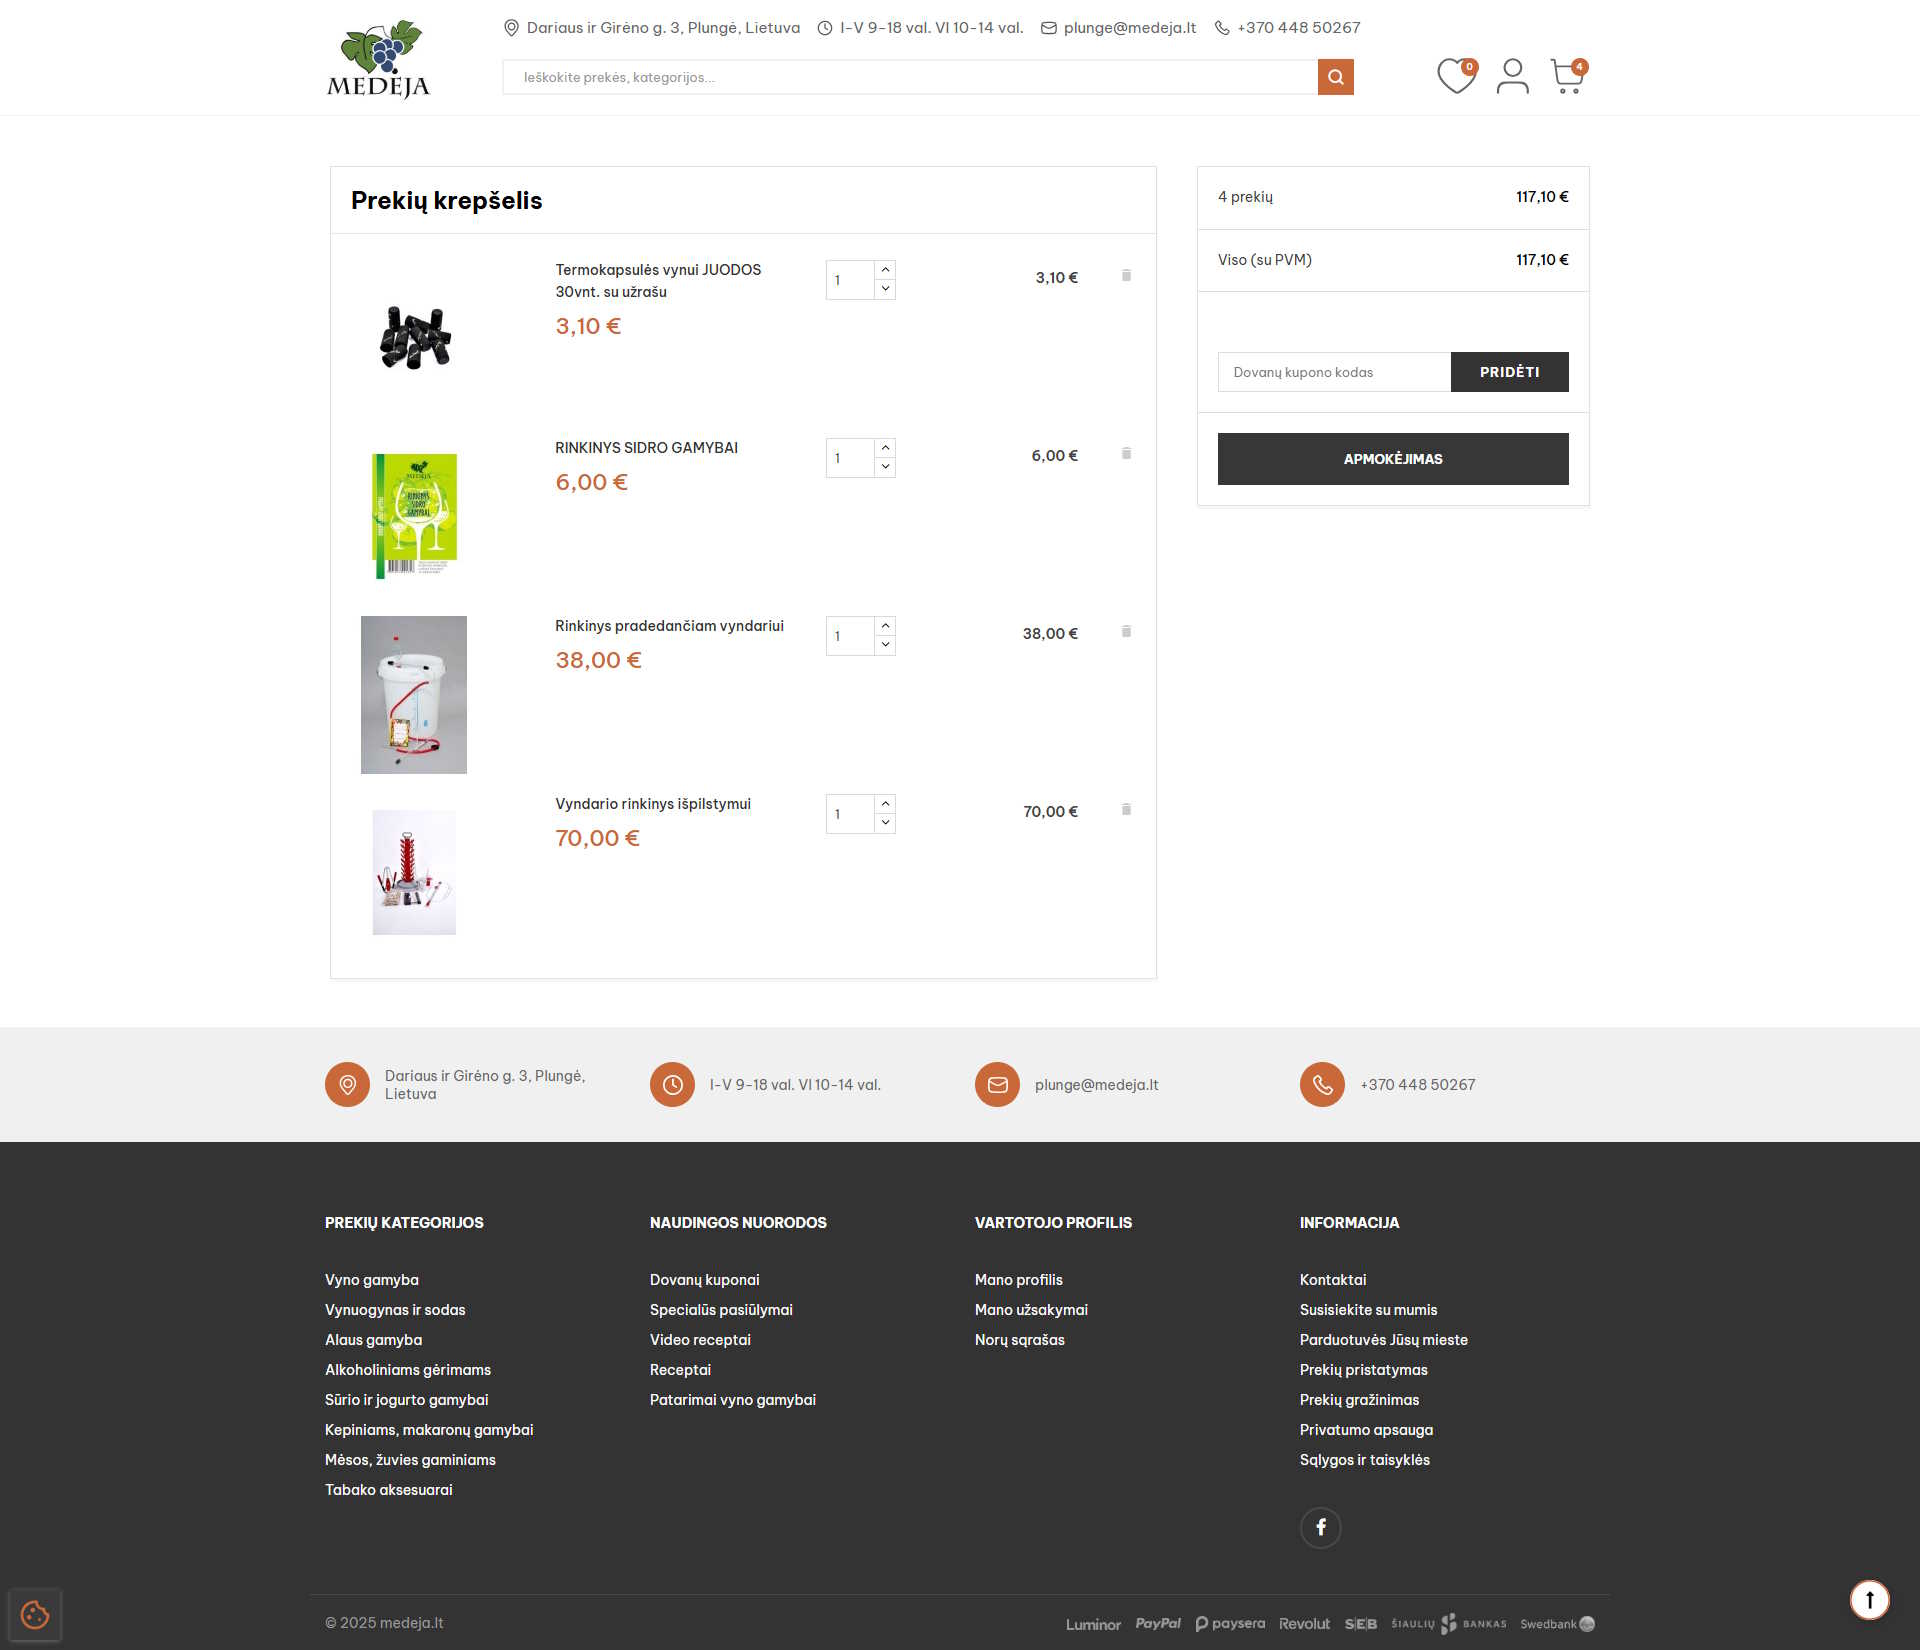 MEDĖJA
Dariaus ir Girėno g. 3, Plungė, Lietuva
I-V 9-18 val. VI 10-14 val.
plunge@medeja.lt
+370 448 50267
Ieškokite prekės, kategorijos...
0
4
Prekių krepšelis
Termokapsulės vynui JUODOS
30vnt. su užrašu
3,10 €
1
3,10 €
MEDĖJA
RINKINYS
SIDRO
GAMYBAI
RINKINYS SIDRO GAMYBAI
6,00 €
1
6,00 €
Rinkinys pradedančiam vyndariui
38,00 €
1
38,00 €
Vyndario rinkinys išpilstymui
70,00 €
1
70,00 €
4 prekių
117,10 €
Viso (su PVM)
117,10 €
Dovanų kupono kodas
PRIDĖTI
APMOKĖJIMAS
Dariaus ir Girėno g. 3, Plungė,
Lietuva
I-V 9-18 val. VI 10-14 val.
plunge@medeja.lt
+370 448 50267
PREKIŲ KATEGORIJOS
Vyno gamyba
Vynuogynas ir sodas
Alaus gamyba
Alkoholiniams gėrimams
Sūrio ir jogurto gamybai
Kepiniams, makaronų gamybai
Mėsos, žuvies gaminiams
Tabako aksesuarai
NAUDINGOS NUORODOS
Dovanų kuponai
Specialūs pasiūlymai
Video receptai
Receptai
Patarimai vyno gamybai
VARTOTOJO PROFILIS
Mano profilis
Mano užsakymai
Norų sąrašas
INFORMACIJA
Kontaktai
Susisiekite su mumis
Parduotuvės Jūsų mieste
Prekių pristatymas
Prekių gražinimas
Privatumo apsauga
Sąlygos ir taisyklės
© 2025 medeja.lt
Luminor
PayPal
paysera
Revolut
SEB
ŠIAULIŲ BANKAS
Swedbank